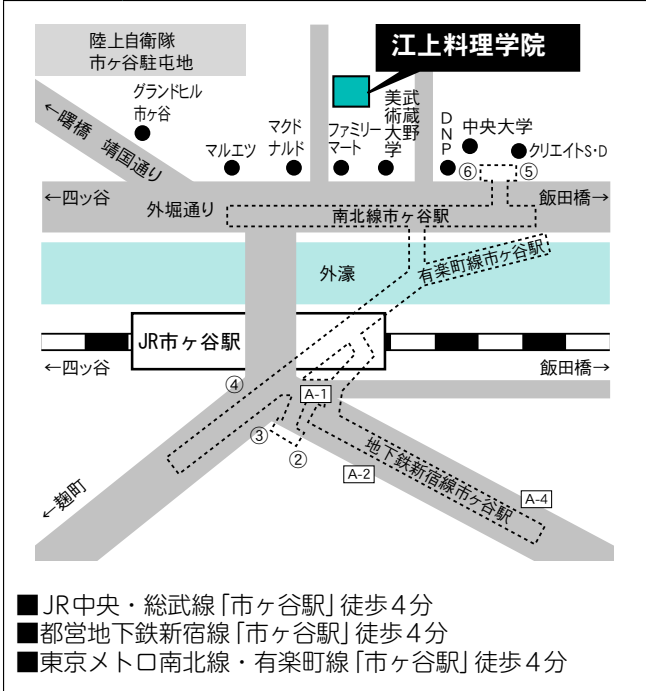 陸上自衛隊
市ヶ谷駐屯地
江上料理学院
グランドヒル
市ヶ谷
←曙橋 靖国通り
マルエツ
マクド
ナルド
ファミリー
マート
武蔵野
美術大学
DNP
中央大学
クリエイトS・D
⑥
⑤
←四ッ谷
外堀通り
南北線市ヶ谷駅
飯田橋→
外濠
有楽町線市ヶ谷駅
JR市ヶ谷駅
←四ッ谷
飯田橋→
④
A-1
③
②
地下鉄新宿線市ヶ谷駅
A-2
A-4
←麹町
■JR中央・総武線「市ヶ谷駅」徒歩4分
■都営地下鉄新宿線「市ヶ谷駅」徒歩4分
■東京メトロ南北線・有楽町線「市ヶ谷駅」徒歩4分